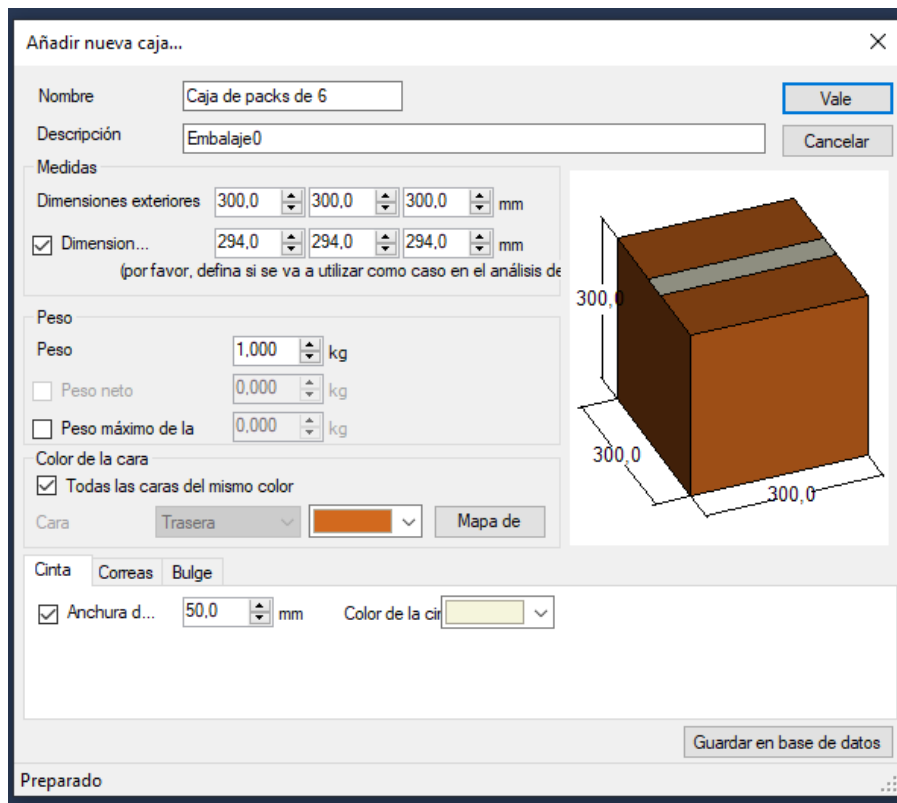 Añadir nueva caja...
Nombre Caja de packs de 6 Vale
Descripción Embalaje0 Cancelar
Medidas
Dimensiones exteriores 300,0 300,0 300,0 mm
Dimension... 294,0 294,0 294,0 mm
(por favor, defina si se va a utilizar como caso en el análisis de
300,0
300,0
300,0
Peso
Peso 1,000 kg
Peso neto 0,000 kg
Peso máximo de la 0,000 kg
Color de la cara
Todas las caras del mismo color
Cara Trasera Mapa de
Cinta Correas Bulge
Anchura d... 50,0 mm Color de la cir
Guardar en base de datos
Preparado